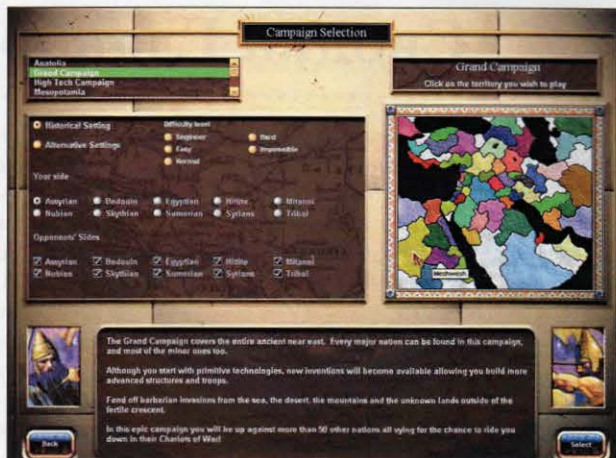 Campaign Selection
Anatolia
Grand Campaign
High Tech Campaign
Mesopotamia
Grand Campaign
Click on the territory you wish to play
Historical Setting
Alternative Settings
Difficulty level
Beginner
Easy
Normal
Hard
Impossible
Your side
Assyrian Bedouin Egyptian Hittite Mitanni
Nubian Skythian Sumerian Syrians Tribal
Opponents' Sides
Assyrian Bedouin Egyptian Hittite Mitanni
Nubian Skythian Sumerian Syrians Tribal
Meshwesh
The Grand Campaign covers the entire ancient near east. Every major nation can be found in this campaign,
and most of the minor ones too.
Although you start with primitive technologies, new inventions will become available allowing you build more
advanced structures and troops.
Fend off barbarian invasions from the sea, the desert, the mountains and the unknown lands outside of the
fertile crescent.
In this epic campaign you will be up against more than 50 other nations all vying for the chance to ride you
down in their Chariots of War!
Back
Select